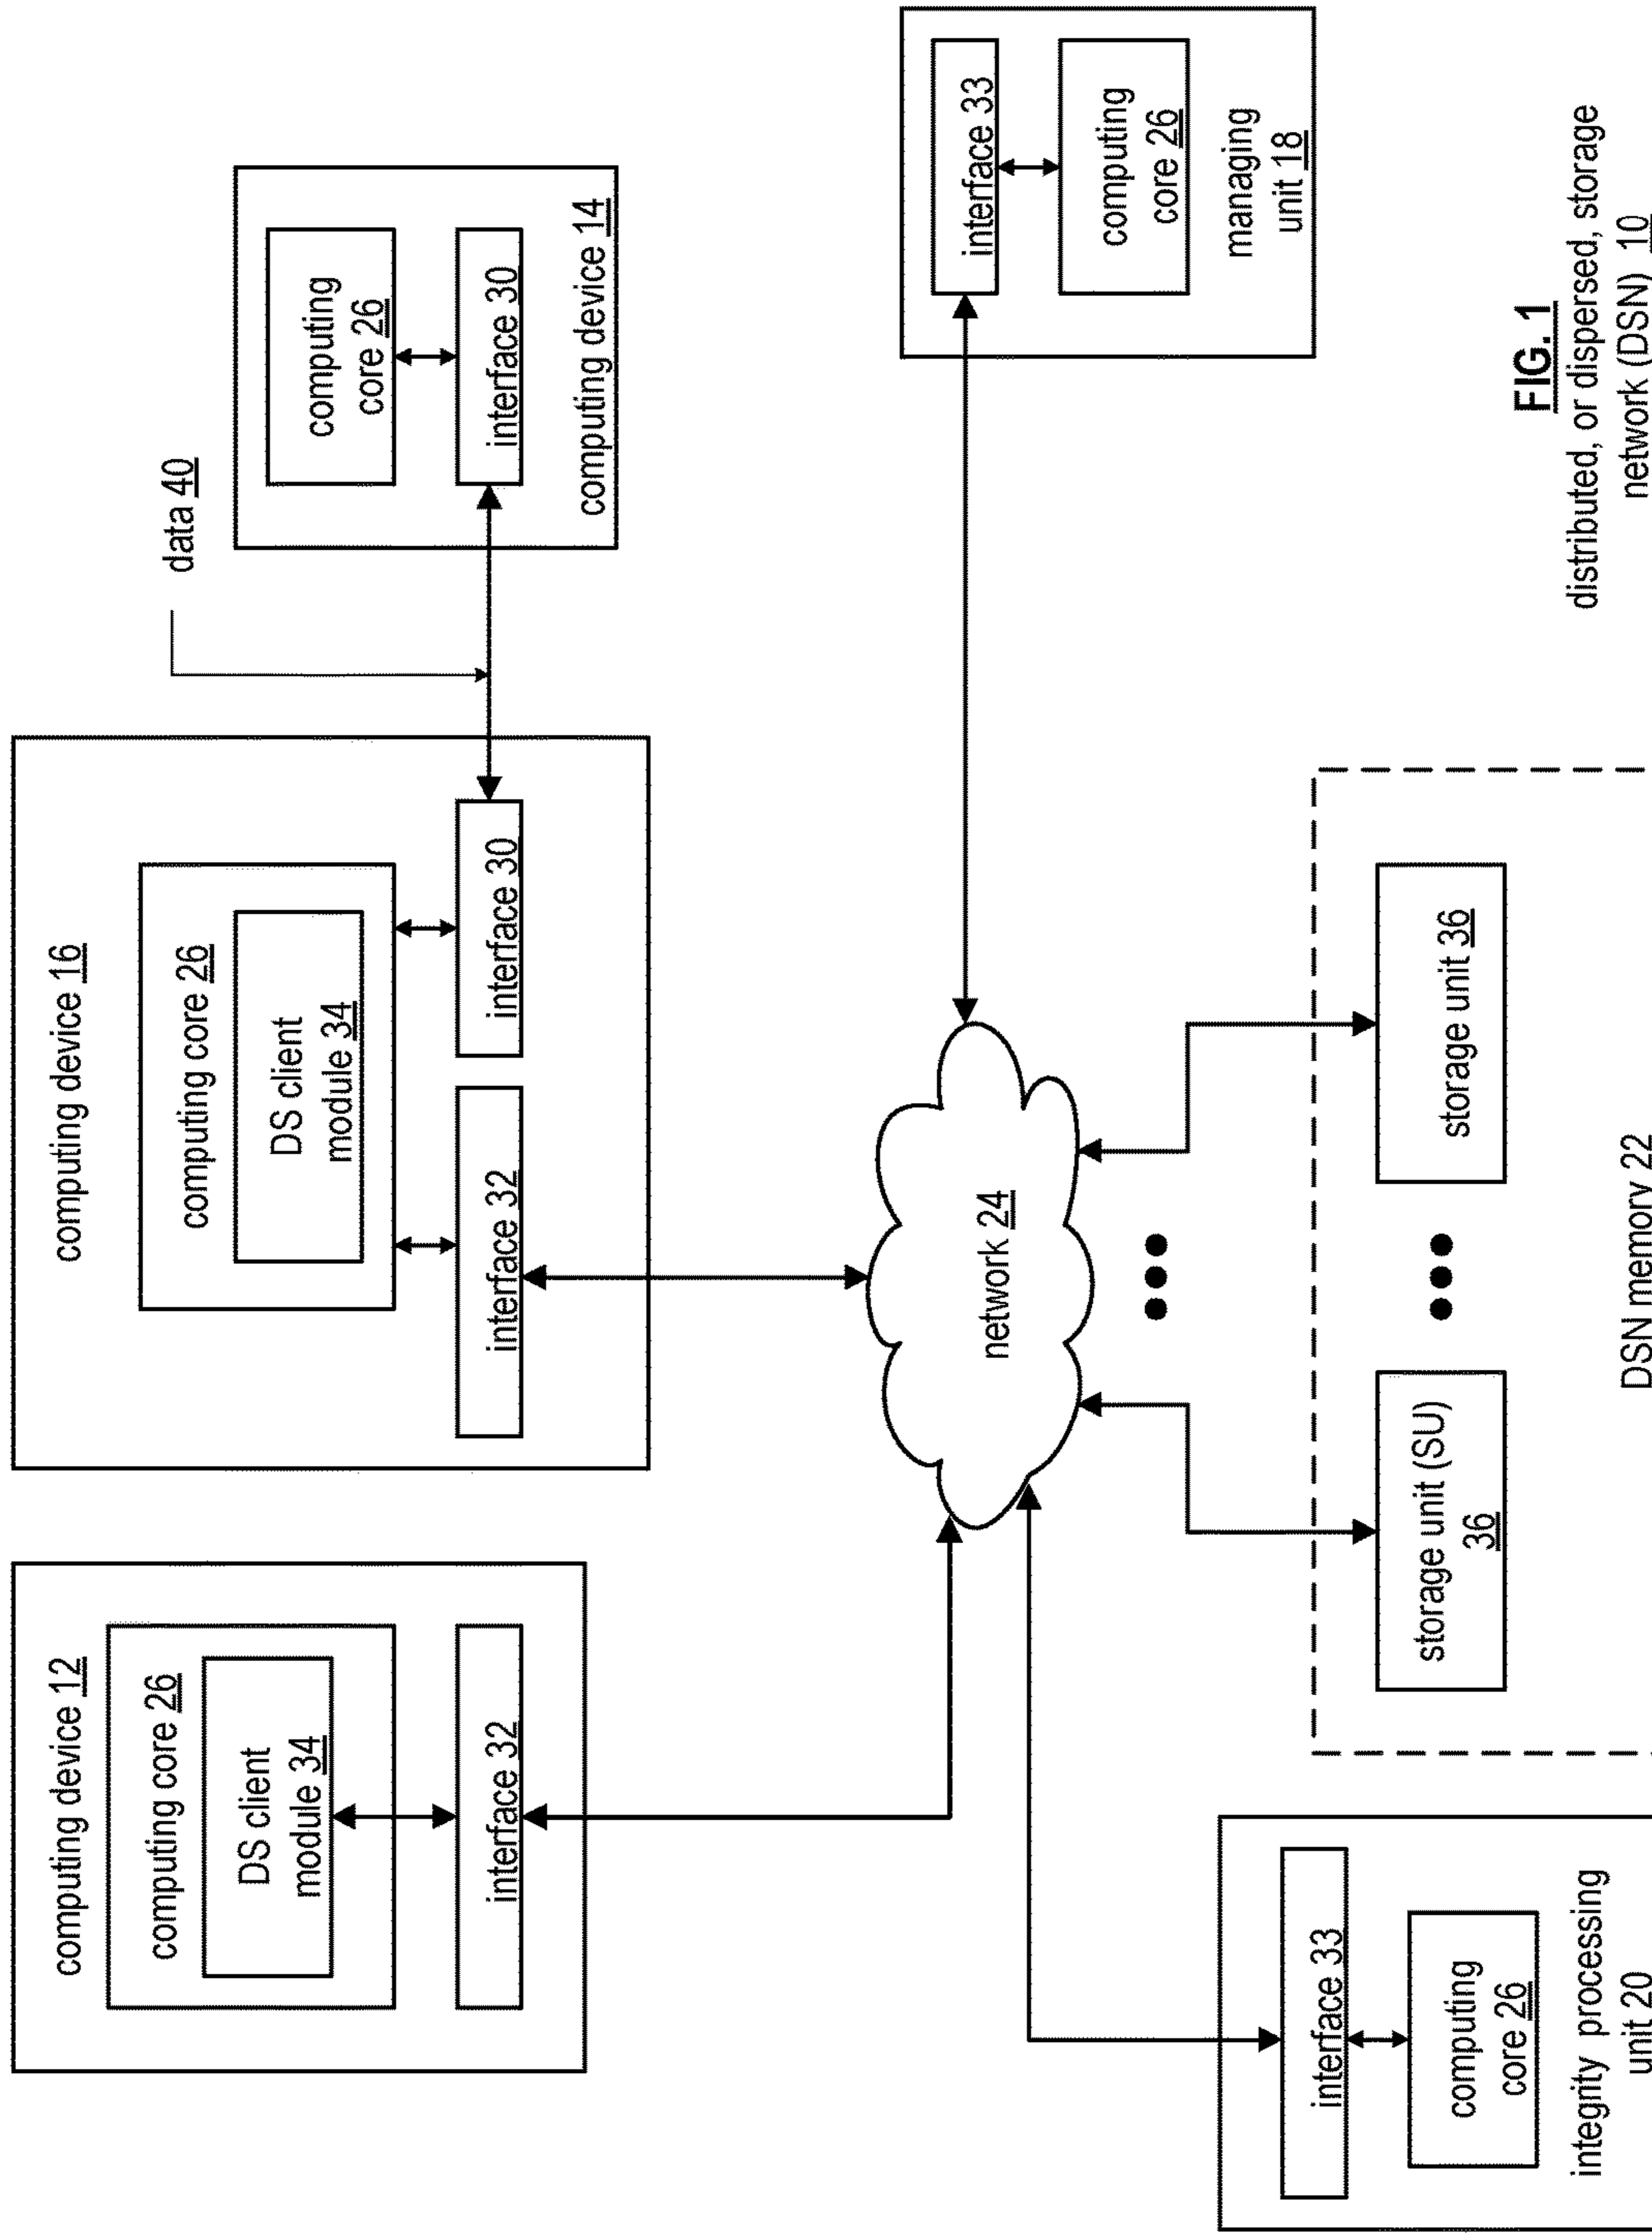 computing device 12
computing core 26
DS client
module 34
interface 32
computing device 16
computing core 26
DS client
module 34
interface 32
interface 30
data 40
computing
core 26
interface 30
computing device 14
network 24
interface 33
computing
core 26
managing
unit 18
interface 33
computing
core 26
integrity processing
unit 20
storage unit (SU)
36
storage unit 36
DSN memory 22
FIG. 1
distributed, or dispersed, storage
network (DSN) 10